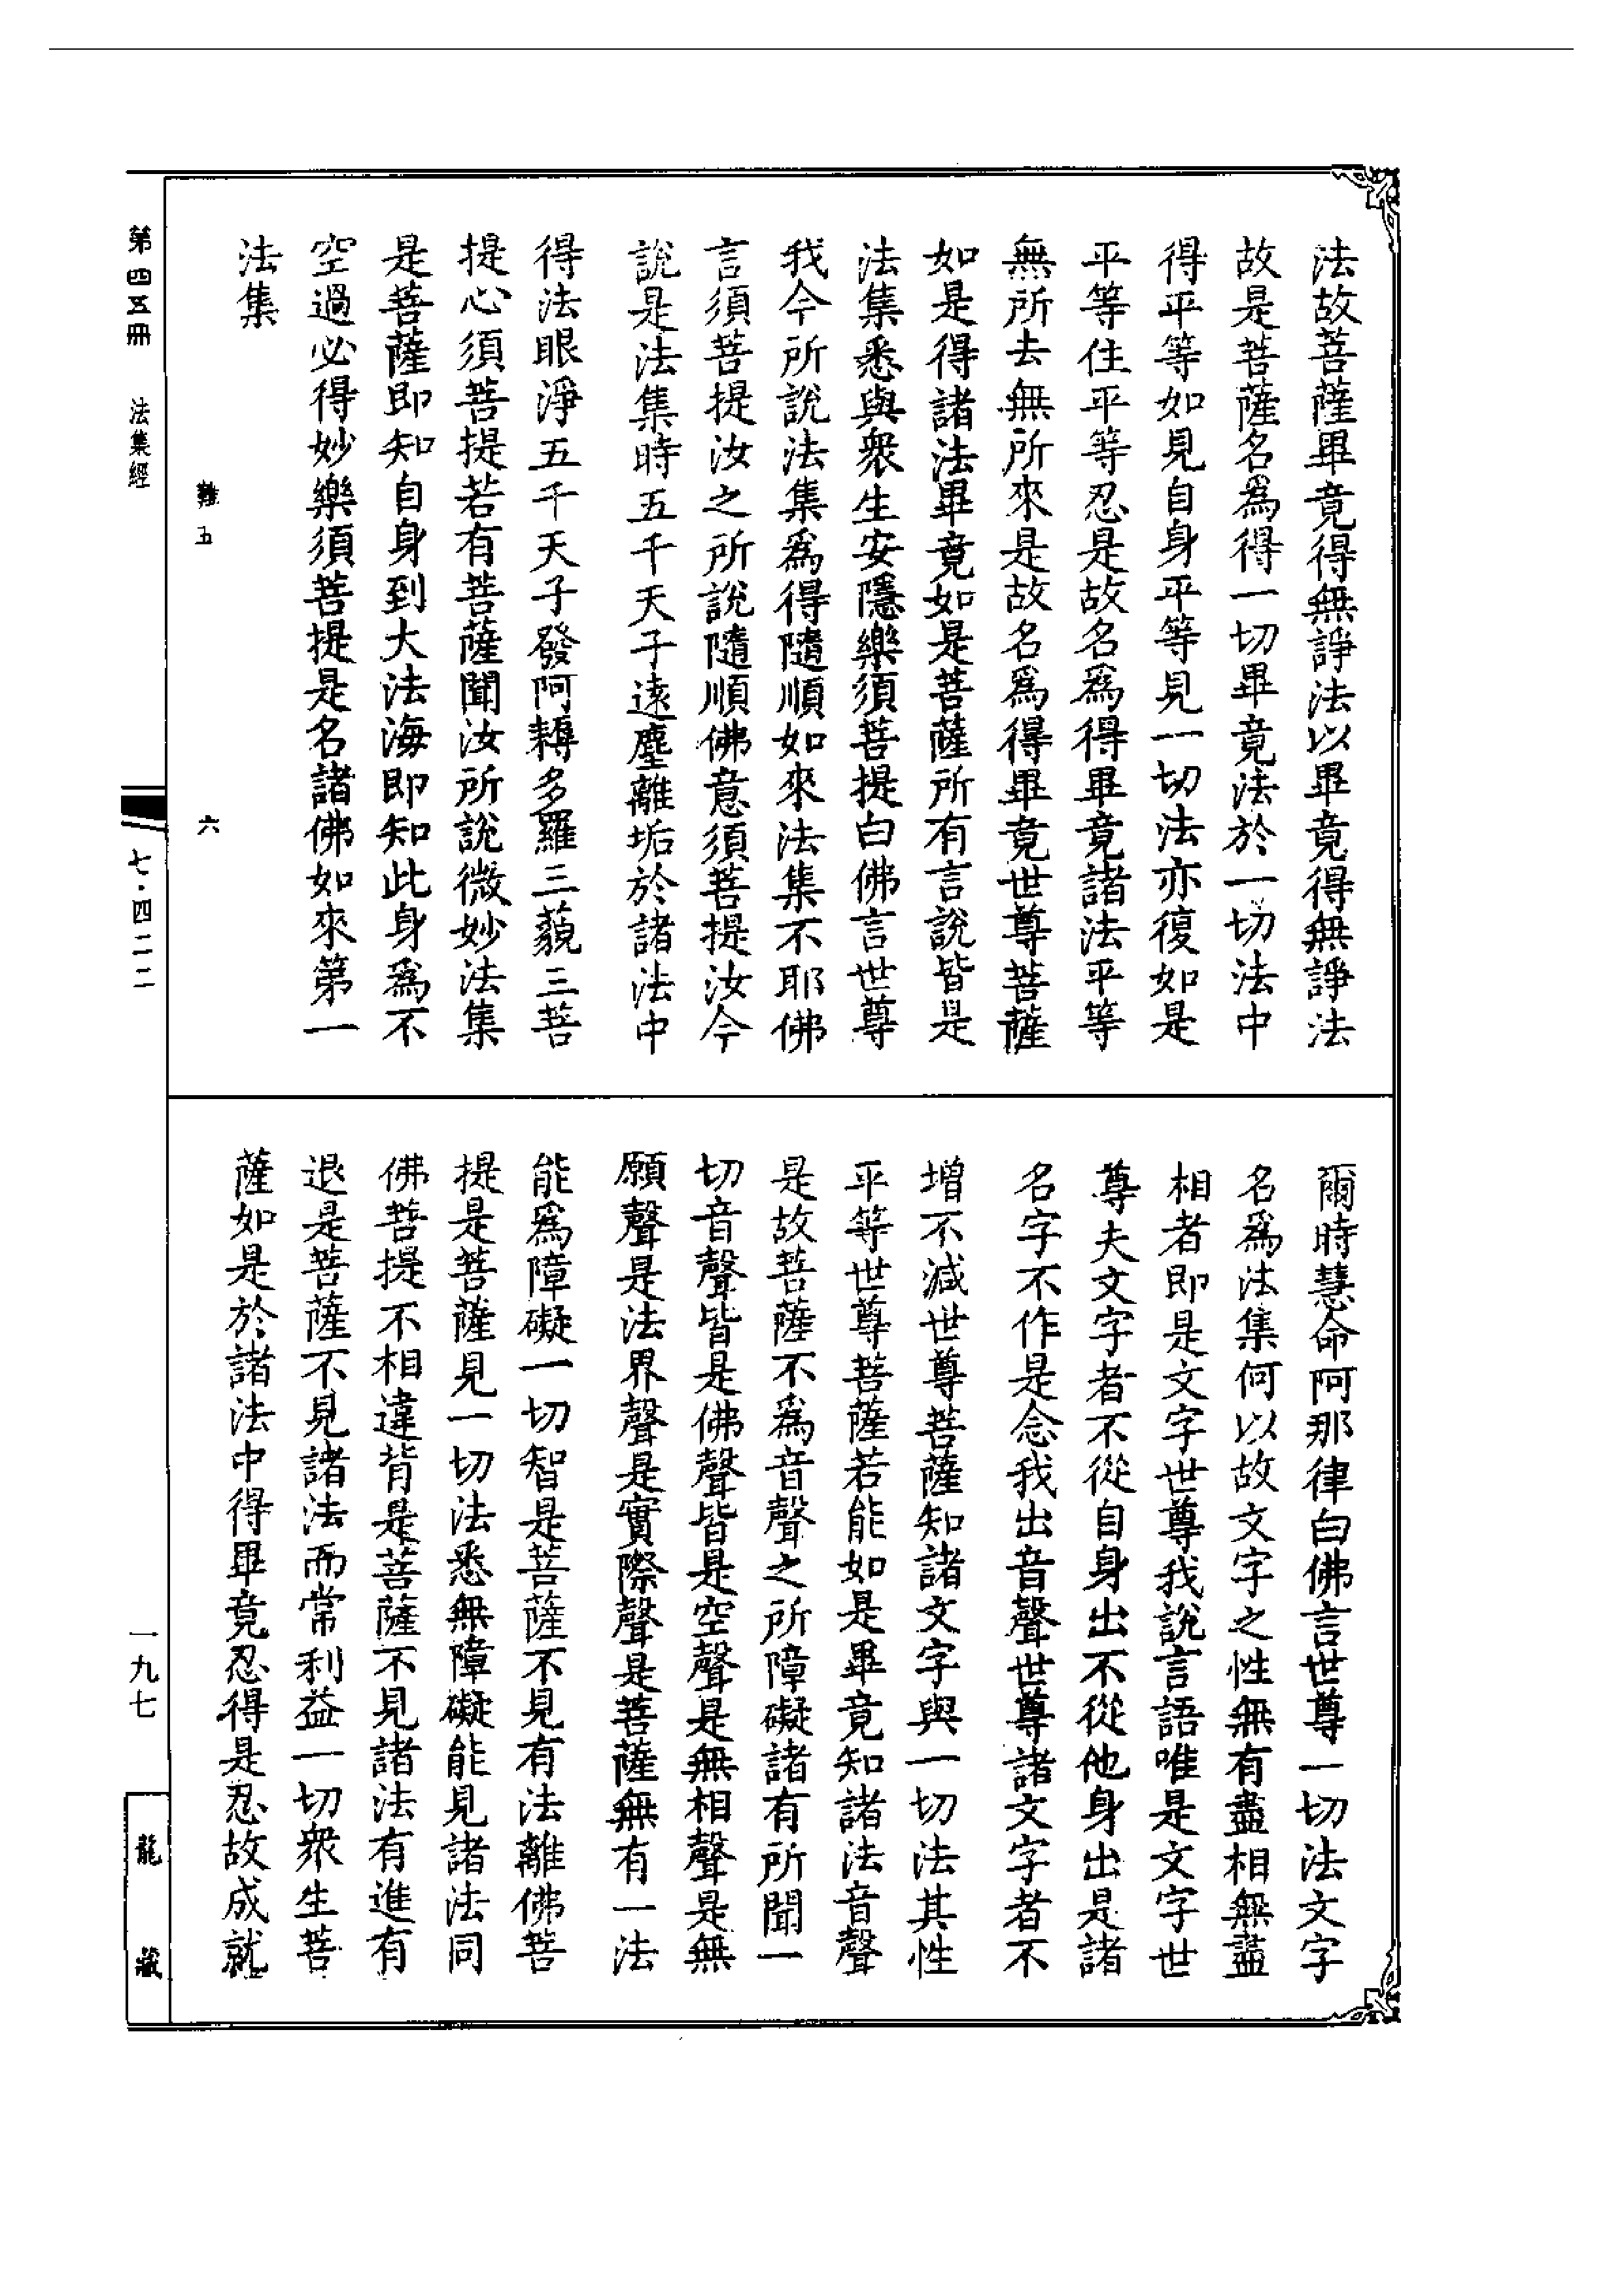 法故菩薩畢竟得無諍法以畢竟得無諍法
故是菩薩名爲得一切畢竟法於一切法中
得平等如見自身平等見一切法亦復如是
平等住平等忍是故名爲得畢竟諸法平等
無所去無所來是故名爲得畢竟世尊菩薩
如是得諸法畢竟如是菩薩所有言說皆是
法集悉與衆生安隱樂須菩提白佛言世尊
我今所說法集爲得隨順如來法集不耶佛
言須菩提汝之所說隨順佛意須菩提汝今
說是法集時五千天子遠塵離垢於諸法中
得法眼淨五千天子發阿耨多羅三藐三菩
提心須菩提若有菩薩聞汝所說微妙法集
是菩薩即知自身到大法海即知此身爲不
空過必得妙樂須菩提是名諸佛如來第一
法集
難五 六
爾時慧命阿那律白佛言世尊一切法文字
名爲法集何以故文字之性無有盡相無盡
相者即是文字世尊我說言語唯是文字世
尊夫文字者不從自身出不從他身出是諸
名字不作是念我出音聲世尊諸文字者不
增不減世尊菩薩知諸文字與一切法其性
平等世尊菩薩若能如是畢竟知諸法音聲
是故菩薩不爲音聲之所障礙諸有所聞一
切音聲皆是佛聲皆是空聲是無相聲是無
願聲是法界聲是實際聲是菩薩無有一法
能爲障礙一切智是菩薩不見有法離佛菩
提是菩薩見一切法悉無障礙能見諸法同
佛菩提不相違背是菩薩不見諸法有進有
退是菩薩不見諸法而常利益一切衆生菩
薩如是於諸法中得畢竟忍得是忍故成就
第四五冊 法集經
七·四二二
一九七
龍藏